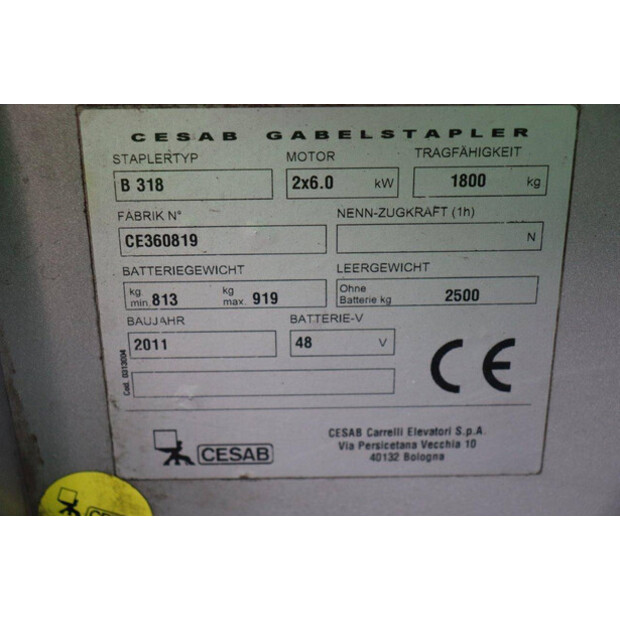 CESAB GABELSTAPLER
STAPLERTYP MOTOR TRAGFÄHIGKEIT
B 318 2x6.0 kW 1800 kg
FABRIK N° NENN-ZUGKRAFT (1h)
CE360819 N
BATTERIEGEWICHT LEERGEWICHT
kg min. 813 kg max. 919 Ohne Batterie kg 2500
BAUJAHR BATTERIE-V
2011 48 V
Cod. 0313034
CE
CESAB
CESAB Carrelli Elevatori S.p.A.
Via Persicetana Vecchia 10
40132 Bologna